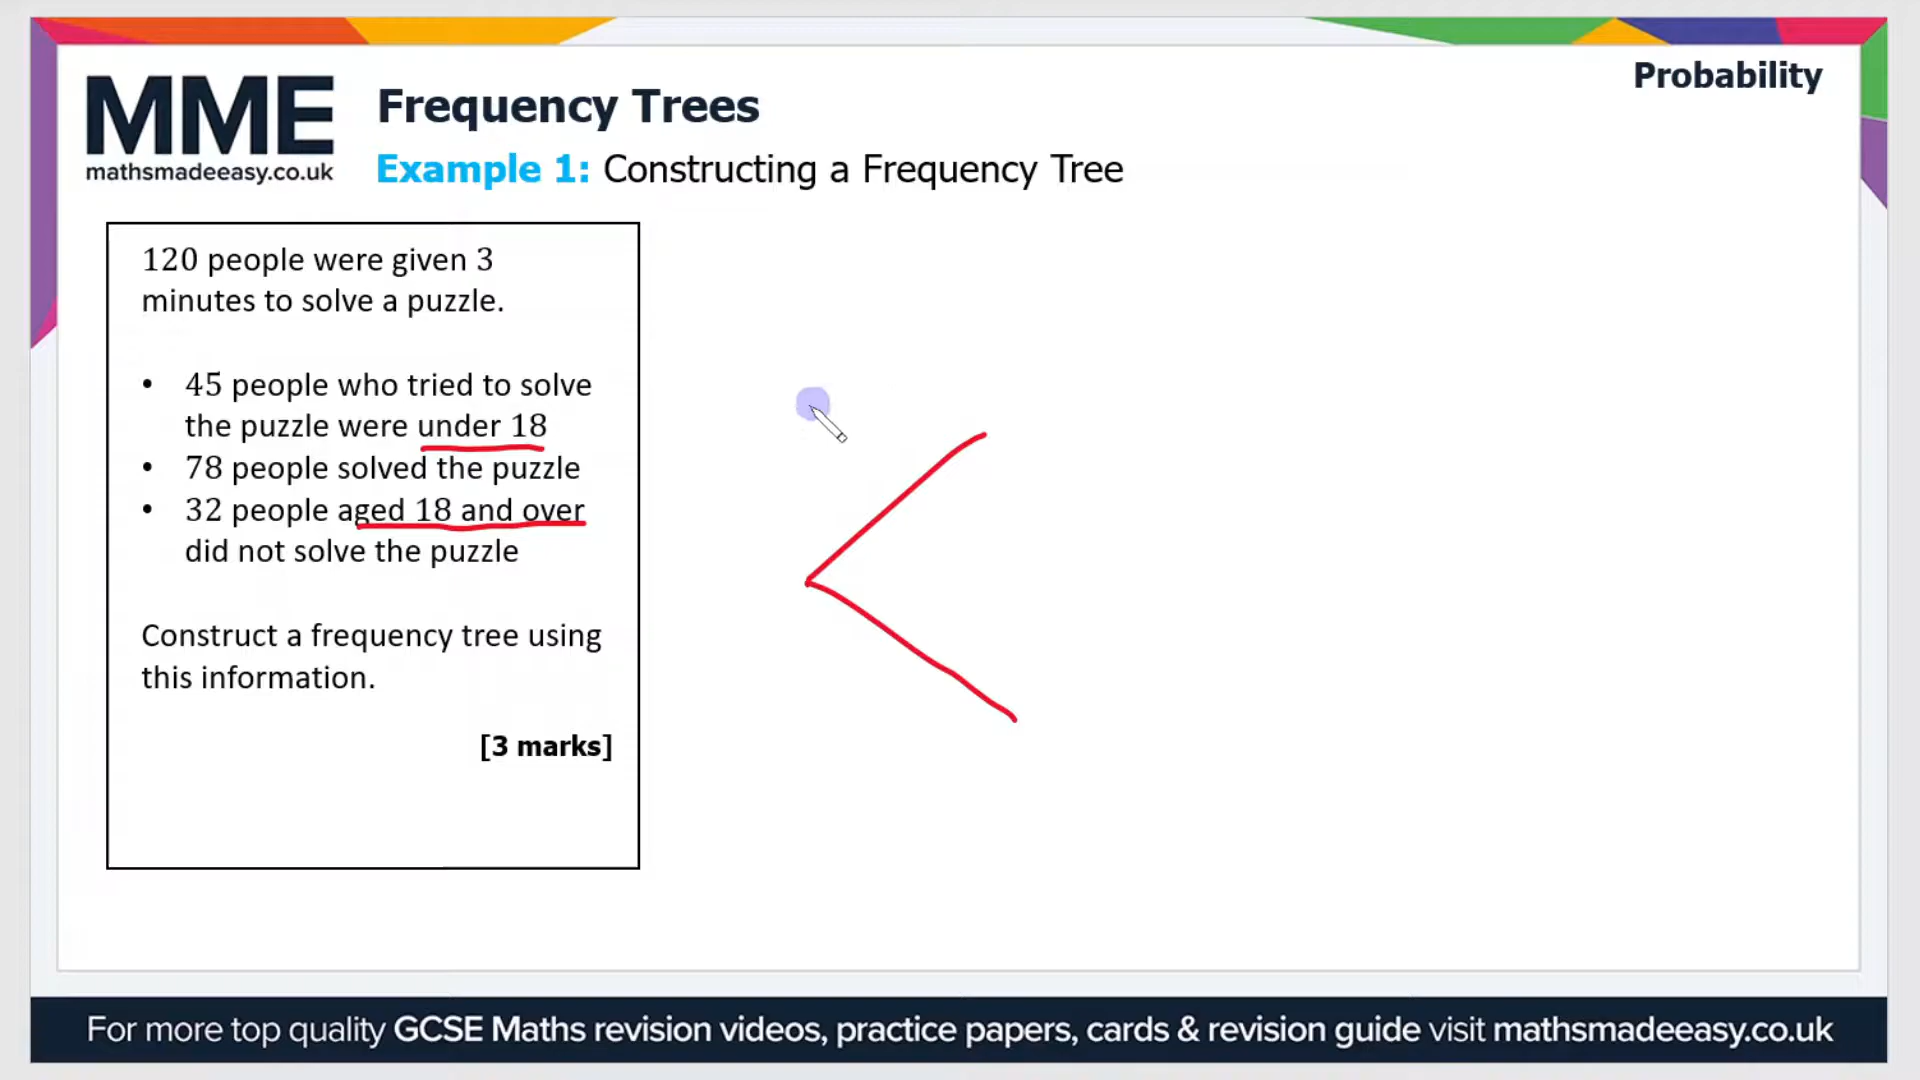 Probability
MME
mathsmadeeasy.co.uk
Frequency Trees
Example 1: Constructing a Frequency Tree
120 people were given 3
minutes to solve a puzzle.
• 45 people who tried to solve
the puzzle were under 18
• 78 people solved the puzzle
• 32 people aged 18 and over
did not solve the puzzle
Construct a frequency tree using
this information.
[3 marks]
For more top quality GCSE Maths revision videos, practice papers, cards & revision guide visit mathsmadeeasy.co.uk